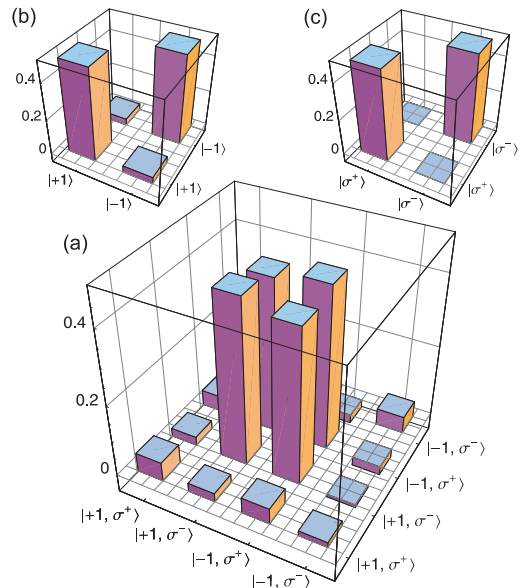 (b)
0.4
0.2
0
|+1⟩
|−1⟩
|+1⟩
|−1⟩
(c)
0.4
0.2
0
|σ⁺⟩
|σ⁻⟩
|σ⁺⟩
|σ⁻⟩
(a)
0.4
0.2
0
|+1, σ⁺⟩
|+1, σ⁻⟩
|−1, σ⁺⟩
|−1, σ⁻⟩
|+1, σ⁺⟩
|+1, σ⁻⟩
|−1, σ⁺⟩
|−1, σ⁻⟩